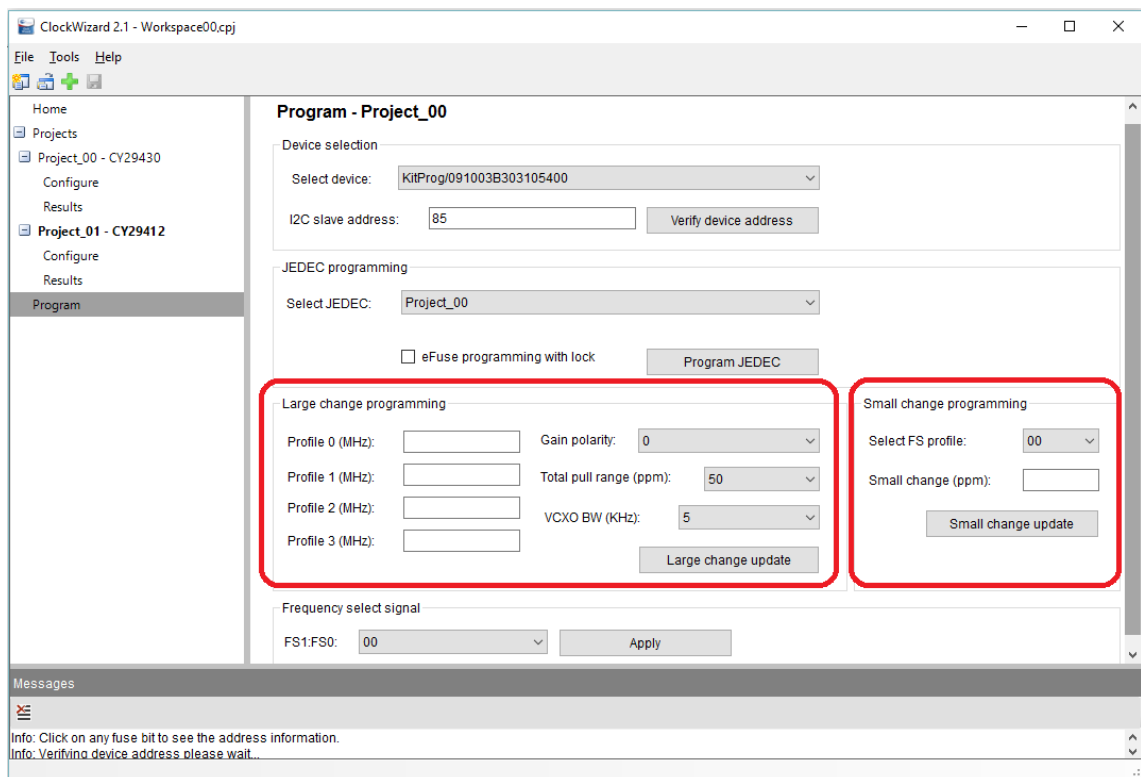 ClockWizard 2.1 - Workspace00,cpj
File Tools Help
Home
Projects
Project_00 - CY29430
Configure
Results
Project_01 - CY29412
Configure
Results
Program
Program - Project_00
Device selection
Select device: KitProg/091003B303105400
I2C slave address: 85 Verify device address
JEDEC programming
Select JEDEC: Project_00
eFuse programming with lock Program JEDEC
Large change programming
Profile 0 (MHz): Gain polarity: 0
Profile 1 (MHz): Total pull range (ppm): 50
Profile 2 (MHz): VCXO BW (KHz): 5
Profile 3 (MHz):
Large change update
Small change programming
Select FS profile: 00
Small change (ppm):
Small change update
Frequency select signal
FS1:FS0: 00 Apply
Messages
Info: Click on any fuse bit to see the address information.
Info: Verifying device address please wait...